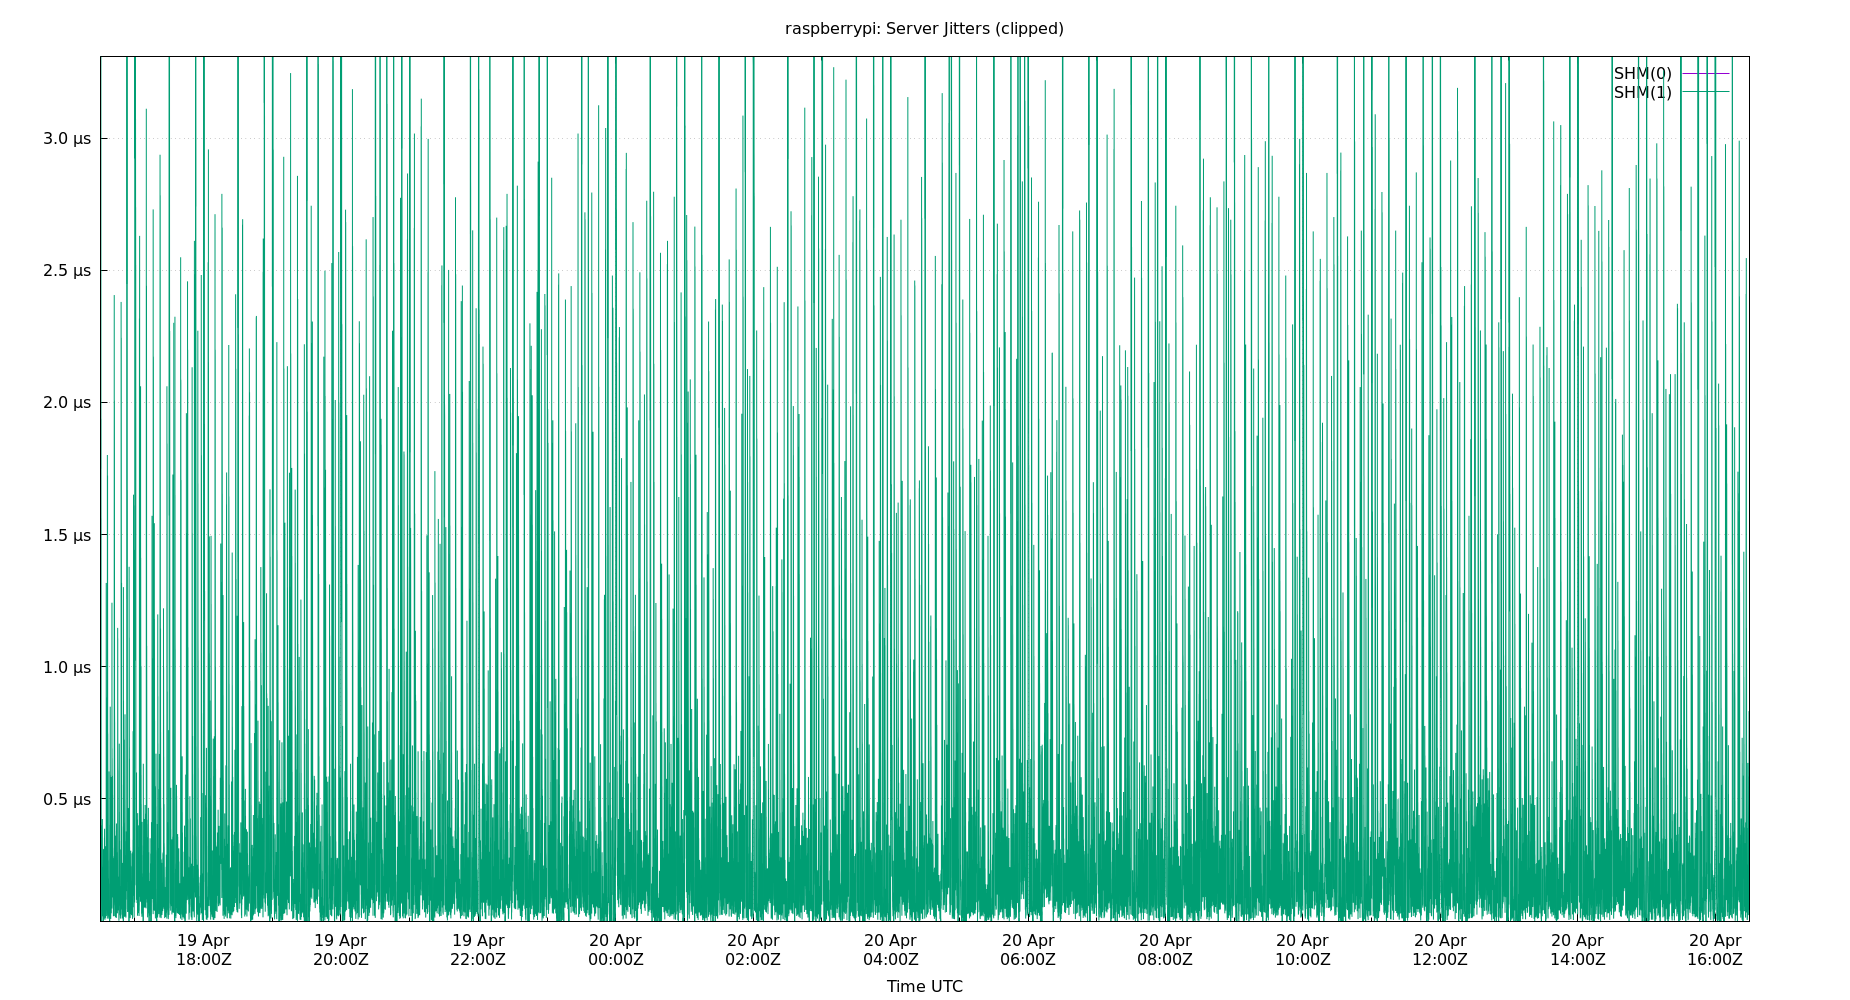 raspberrypi: Server Jitters (clipped)
SHM(0)
SHM(1)
3.0 µs
2.5 µs
2.0 µs
1.5 µs
1.0 µs
0.5 µs
19 Apr 19 Apr 19 Apr 20 Apr 20 Apr 20 Apr 20 Apr 20 Apr 20 Apr 20 Apr 20 Apr 20 Apr
18:00Z 20:00Z 22:00Z 00:00Z 02:00Z 04:00Z 06:00Z 08:00Z 10:00Z 12:00Z 14:00Z 16:00Z
Time UTC